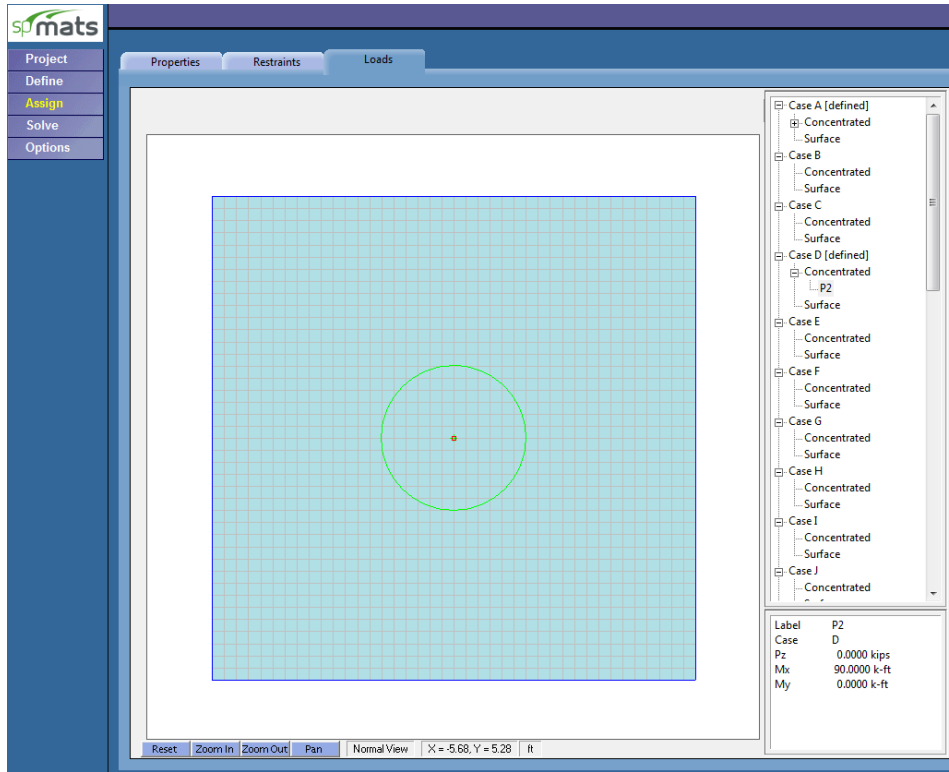 spmats
Project
Define
Assign
Solve
Options
Properties
Restraints
Loads
Case A [defined]
Concentrated
Surface
Case B
Concentrated
Surface
Case C
Concentrated
Surface
Case D [defined]
Concentrated
P2
Surface
Case E
Concentrated
Surface
Case F
Concentrated
Surface
Case G
Concentrated
Surface
Case H
Concentrated
Surface
Case I
Concentrated
Surface
Case J
Concentrated
Label P2
Case D
Pz 0.0000 kips
Mx 90.0000 k-ft
My 0.0000 k-ft
Reset Zoom In Zoom Out Pan Normal View X = -5.68, Y = 5.28 ft